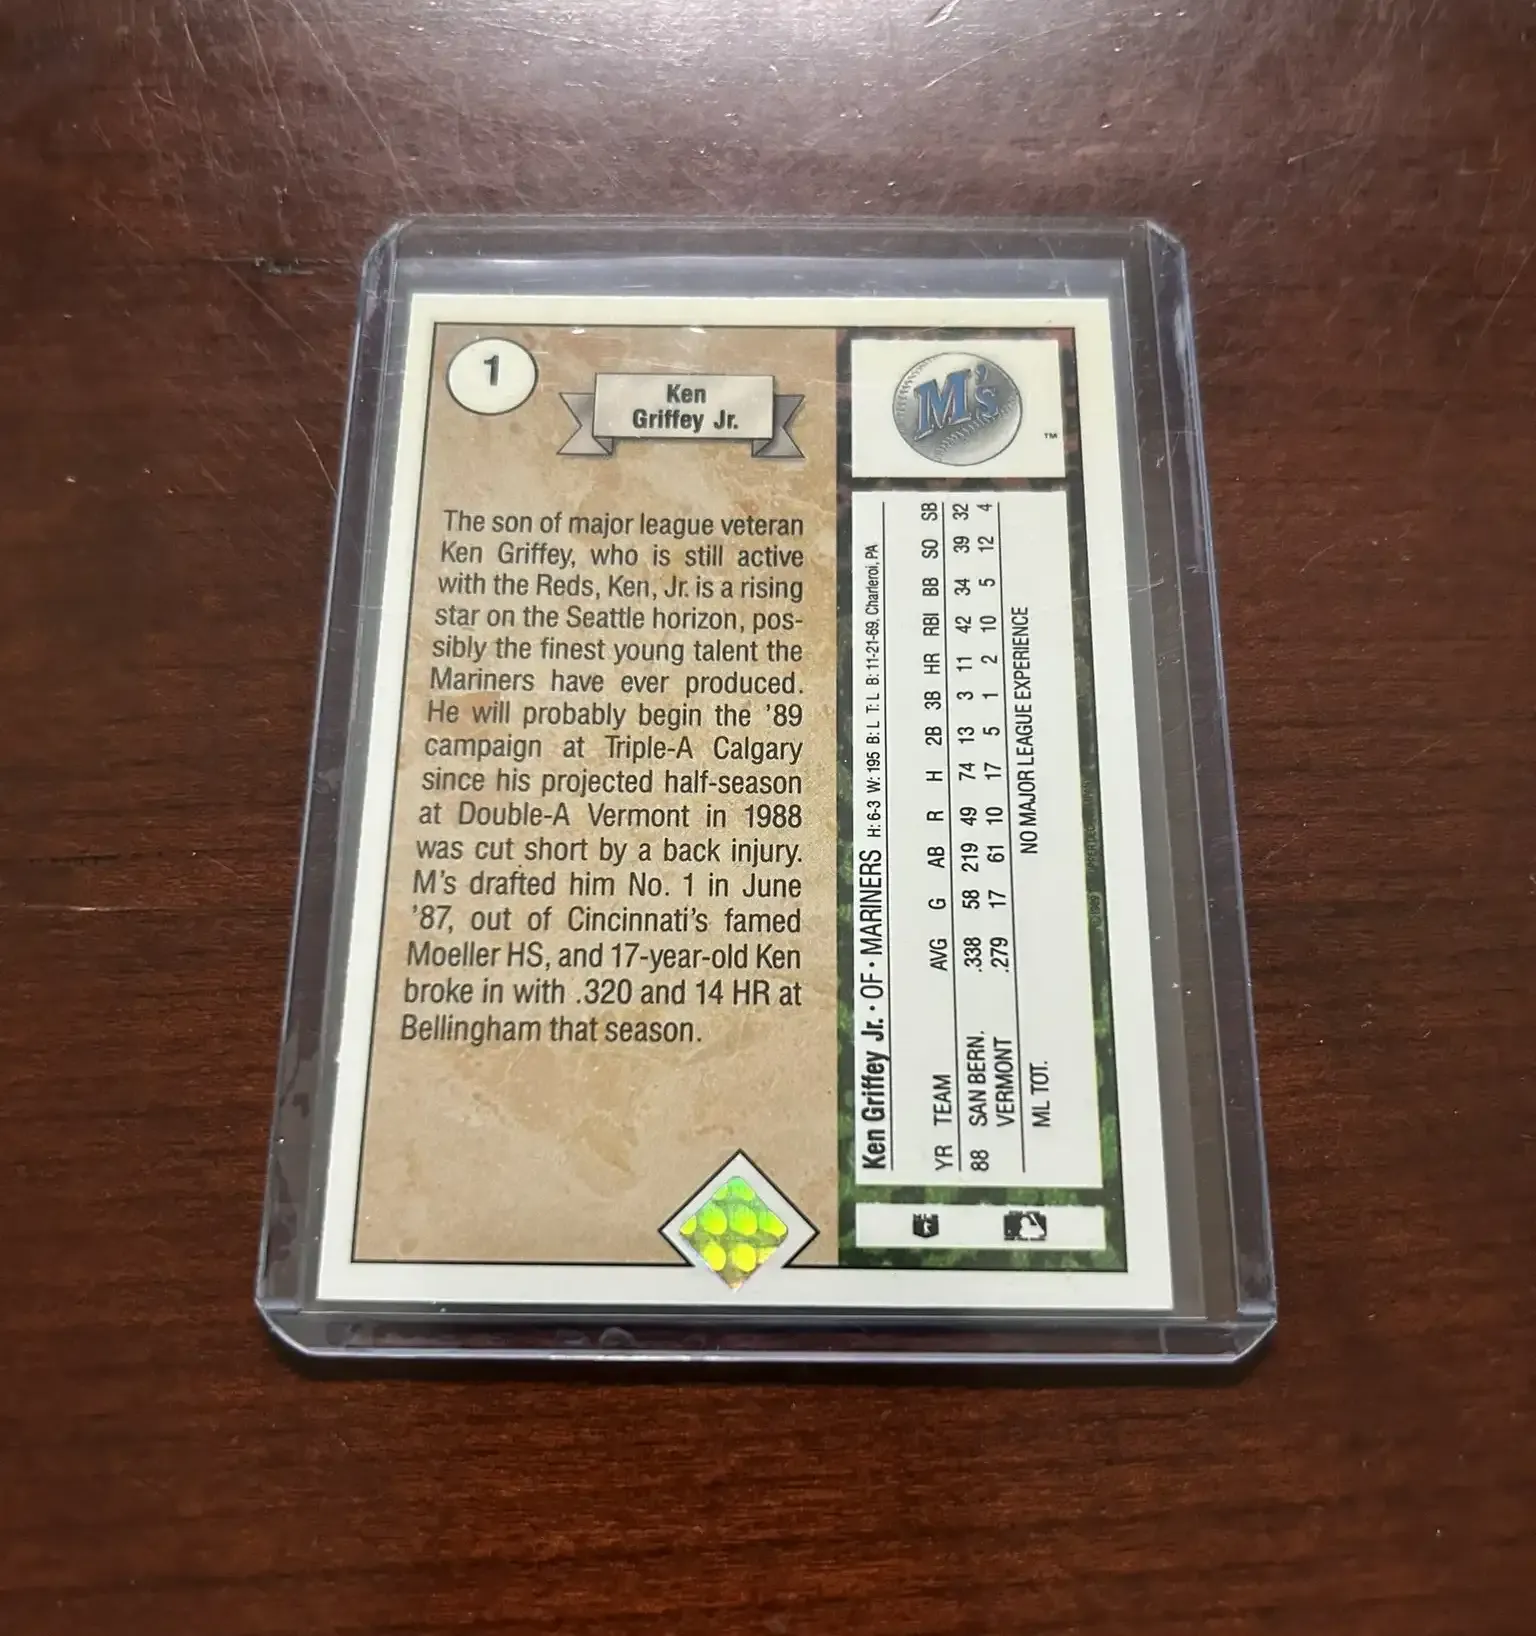 1
Ken
Griffey Jr.
The son of major league veteran
Ken Griffey, who is still active
with the Reds, Ken, Jr. is a rising
star on the Seattle horizon, pos-
sibly the finest young talent the
Mariners have ever produced.
He will probably begin the '89
campaign at Triple-A Calgary
since his projected half-season
at Double-A Vermont in 1988
was cut short by a back injury.
M's drafted him No. 1 in June
'87, out of Cincinnati's famed
Moeller HS, and 17-year-old Ken
broke in with .320 and 14 HR at
Bellingham that season.
M's
TM
Ken Griffey Jr. • OF • MARINERS H: 6-3 W: 195 B: L T: L B: 11-21-69, Charleroi, PA
YR TEAM AVG G AB R H 2B 3B HR RBI BB SO SB
88 SAN BERN. .338 58 219 49 74 13 3 11 42 34 39 32
VERMONT .279 17 61 10 17 5 1 2 10 5 12 4
ML TOT. NO MAJOR LEAGUE EXPERIENCE